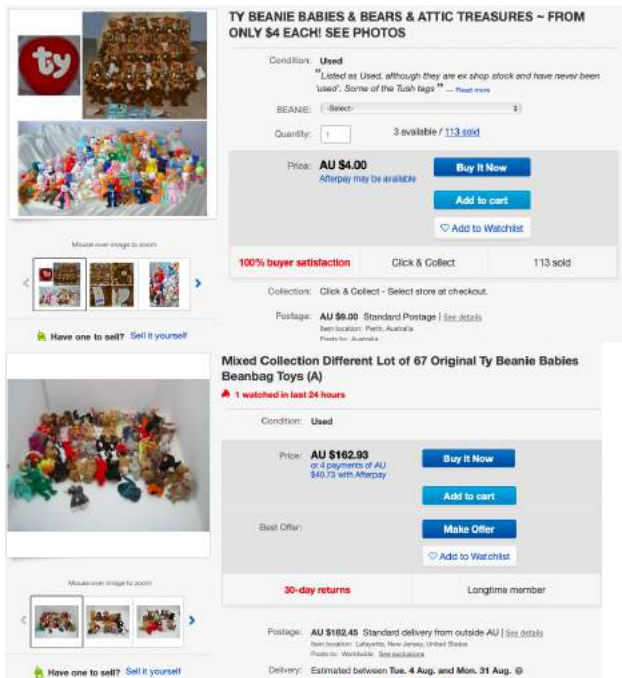 ty
TY BEANIE BABIES & BEARS & ATTIC TREASURES ~ FROM
ONLY $4 EACH! SEE PHOTOS
Condition: Used
"Listed as Used, although they are ex shop stock and have never been
'used'. Some of the Tush tags" ... Read more
BEANIE: -Select-
Quantity: 1 3 available / 113 sold
Price: AU $4.00 Buy It Now
Afterpay may be available
Add to cart
Add to Watchlist
Mouse over image to zoom
100% buyer satisfaction Click & Collect 113 sold
Collection: Click & Collect - Select store at checkout.
Postage: AU $9.00 Standard Postage | See details
Item location: Perth, Australia
Posts to: Australia
Have one to sell? Sell it yourself
Mixed Collection Different Lot of 67 Original Ty Beanie Babies
Beanbag Toys (A)
1 watched in last 24 hours
Condition: Used
Price: AU $162.93 Buy It Now
or 4 payments of AU
$40.73 with Afterpay
Add to cart
Best Offer: Make Offer
Add to Watchlist
Mouse over image to zoom
30-day returns Longtime member
Postage: AU $182.45 Standard delivery from outside AU | See details
Item location: Lafayette, New Jersey, United States
Posts to: Worldwide See exclusions
Delivery: Estimated between Tue. 4 Aug. and Mon. 31 Aug.
Have one to sell? Sell it yourself